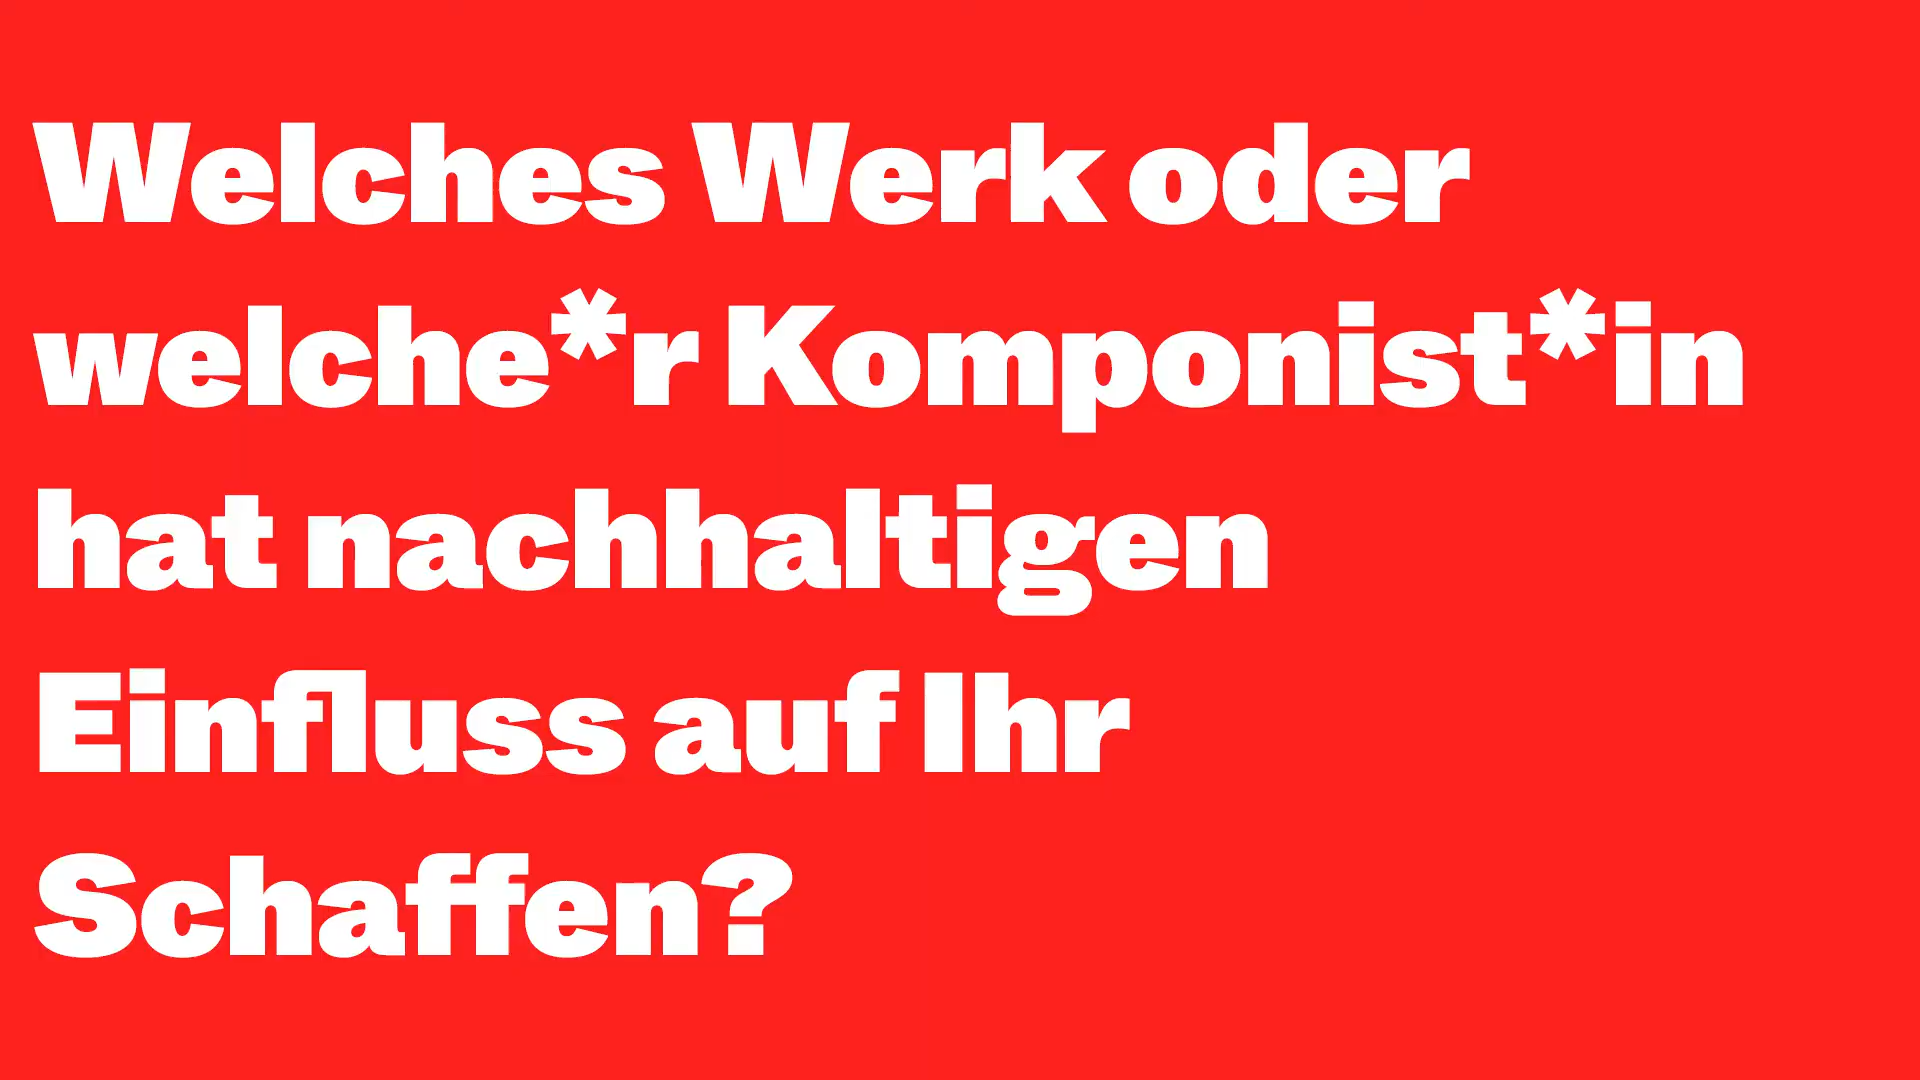 Welches Werk oder
welche*r Komponist*in
hat nachhaltigen
Einfluss auf Ihr
Schaffen?